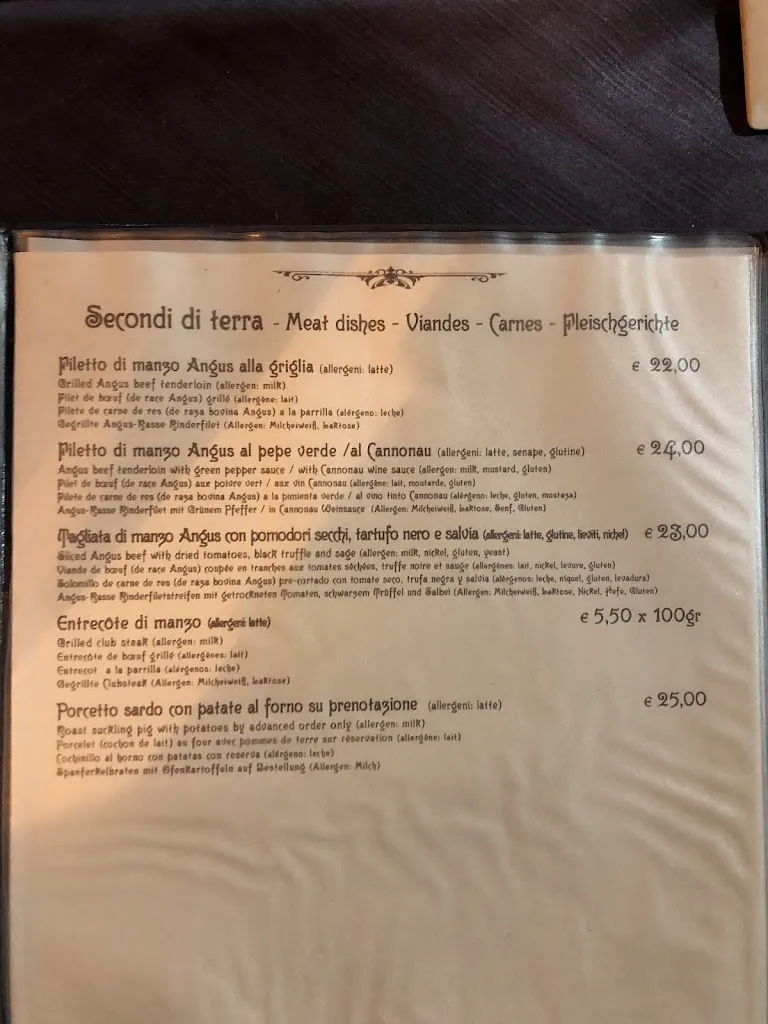 Secondi di terra - Meat dishes - Viandes - Carnes - Fleischgerichte
Filetto di manzo Angus alla griglia (allergeni: latte) € 22,00
Grilled Angus beef tenderloin (allergen: milk)
Filet de bœuf (de race Angus) grillé (allergène: lait)
Filete de carne de res (de raza bovina Angus) a la parrilla (alérgeno: leche)
Gegrillte Angus-Rasse Rinderfilet (Allergen: Milcheiweiß, Laktose)
Filetto di manzo Angus al pepe verde /al Cannonau (allergeni: latte, senape, glutine) € 24,00
Angus beef tenderloin with green pepper sauce / with Cannonau wine sauce (allergen: milk, mustard, gluten)
Filet de bœuf (de race Angus) aux poivre vert / aux vin Cannonau (allergène: lait, moutarde, gluten)
Filete de carne de res (de raza bovina Angus) a la pimienta verde / al vino tinto Cannonau (alérgeno: leche, gluten, mostaza)
Angus-Rasse Rinderfilet mit Grünem Pfeffer / in Cannonau Weinsauce (Allergen: Milcheiweiß, Laktose, Senf, Gluten)
Tagliata di manzo Angus con pomodori secchi, tartufo nero e salvia (allergeni: latte, glutine, lieviti, nichel) € 23,00
Sliced Angus beef with dried tomatoes, black truffle and sage (allergen: milk, nickel, gluten, yeast)
Viande de bœuf (de race Angus) coupée en tranches aux tomates séchées, truffe noire et sauge (allergènes: lait, nickel, levure, gluten)
Solomillo de carne de res (de raza bovina Angus) pre-cortado con tomate seco, trufa negra y salvia (alérgenos: leche, níquel, gluten, levadura)
Angus-Rasse Rinderfiletstreifen mit getrockneten Tomaten, schwarzem Trüffel und Salbei (Allergen: Milcheiweiß, Laktose, Nickel, Hefe, Gluten)
Entrecôte di manzo (allergeni: latte) € 5,50 x 100gr
Grilled club steak (allergen: milk)
Entrecôte de bœuf grillé (allergènes: lait)
Entrecot a la parrilla (alérgenos: leche)
Gegrillte Clubsteak (Allergen: Milcheiweiß, Laktose)
Porcetto sardo con patate al forno su prenotazione (allergeni: latte) € 25,00
Roast suckling pig with potatoes by advanced order only (allergen: milk)
Porcelet (cochon de lait) au four avec pommes de terre sur réservation (allergène: lait)
Cochinillo al horno con patatas con reserva (alérgeno: leche)
Spanferkelbraten mit Ofenkartoffeln auf Bestellung (Allergen: Milch)